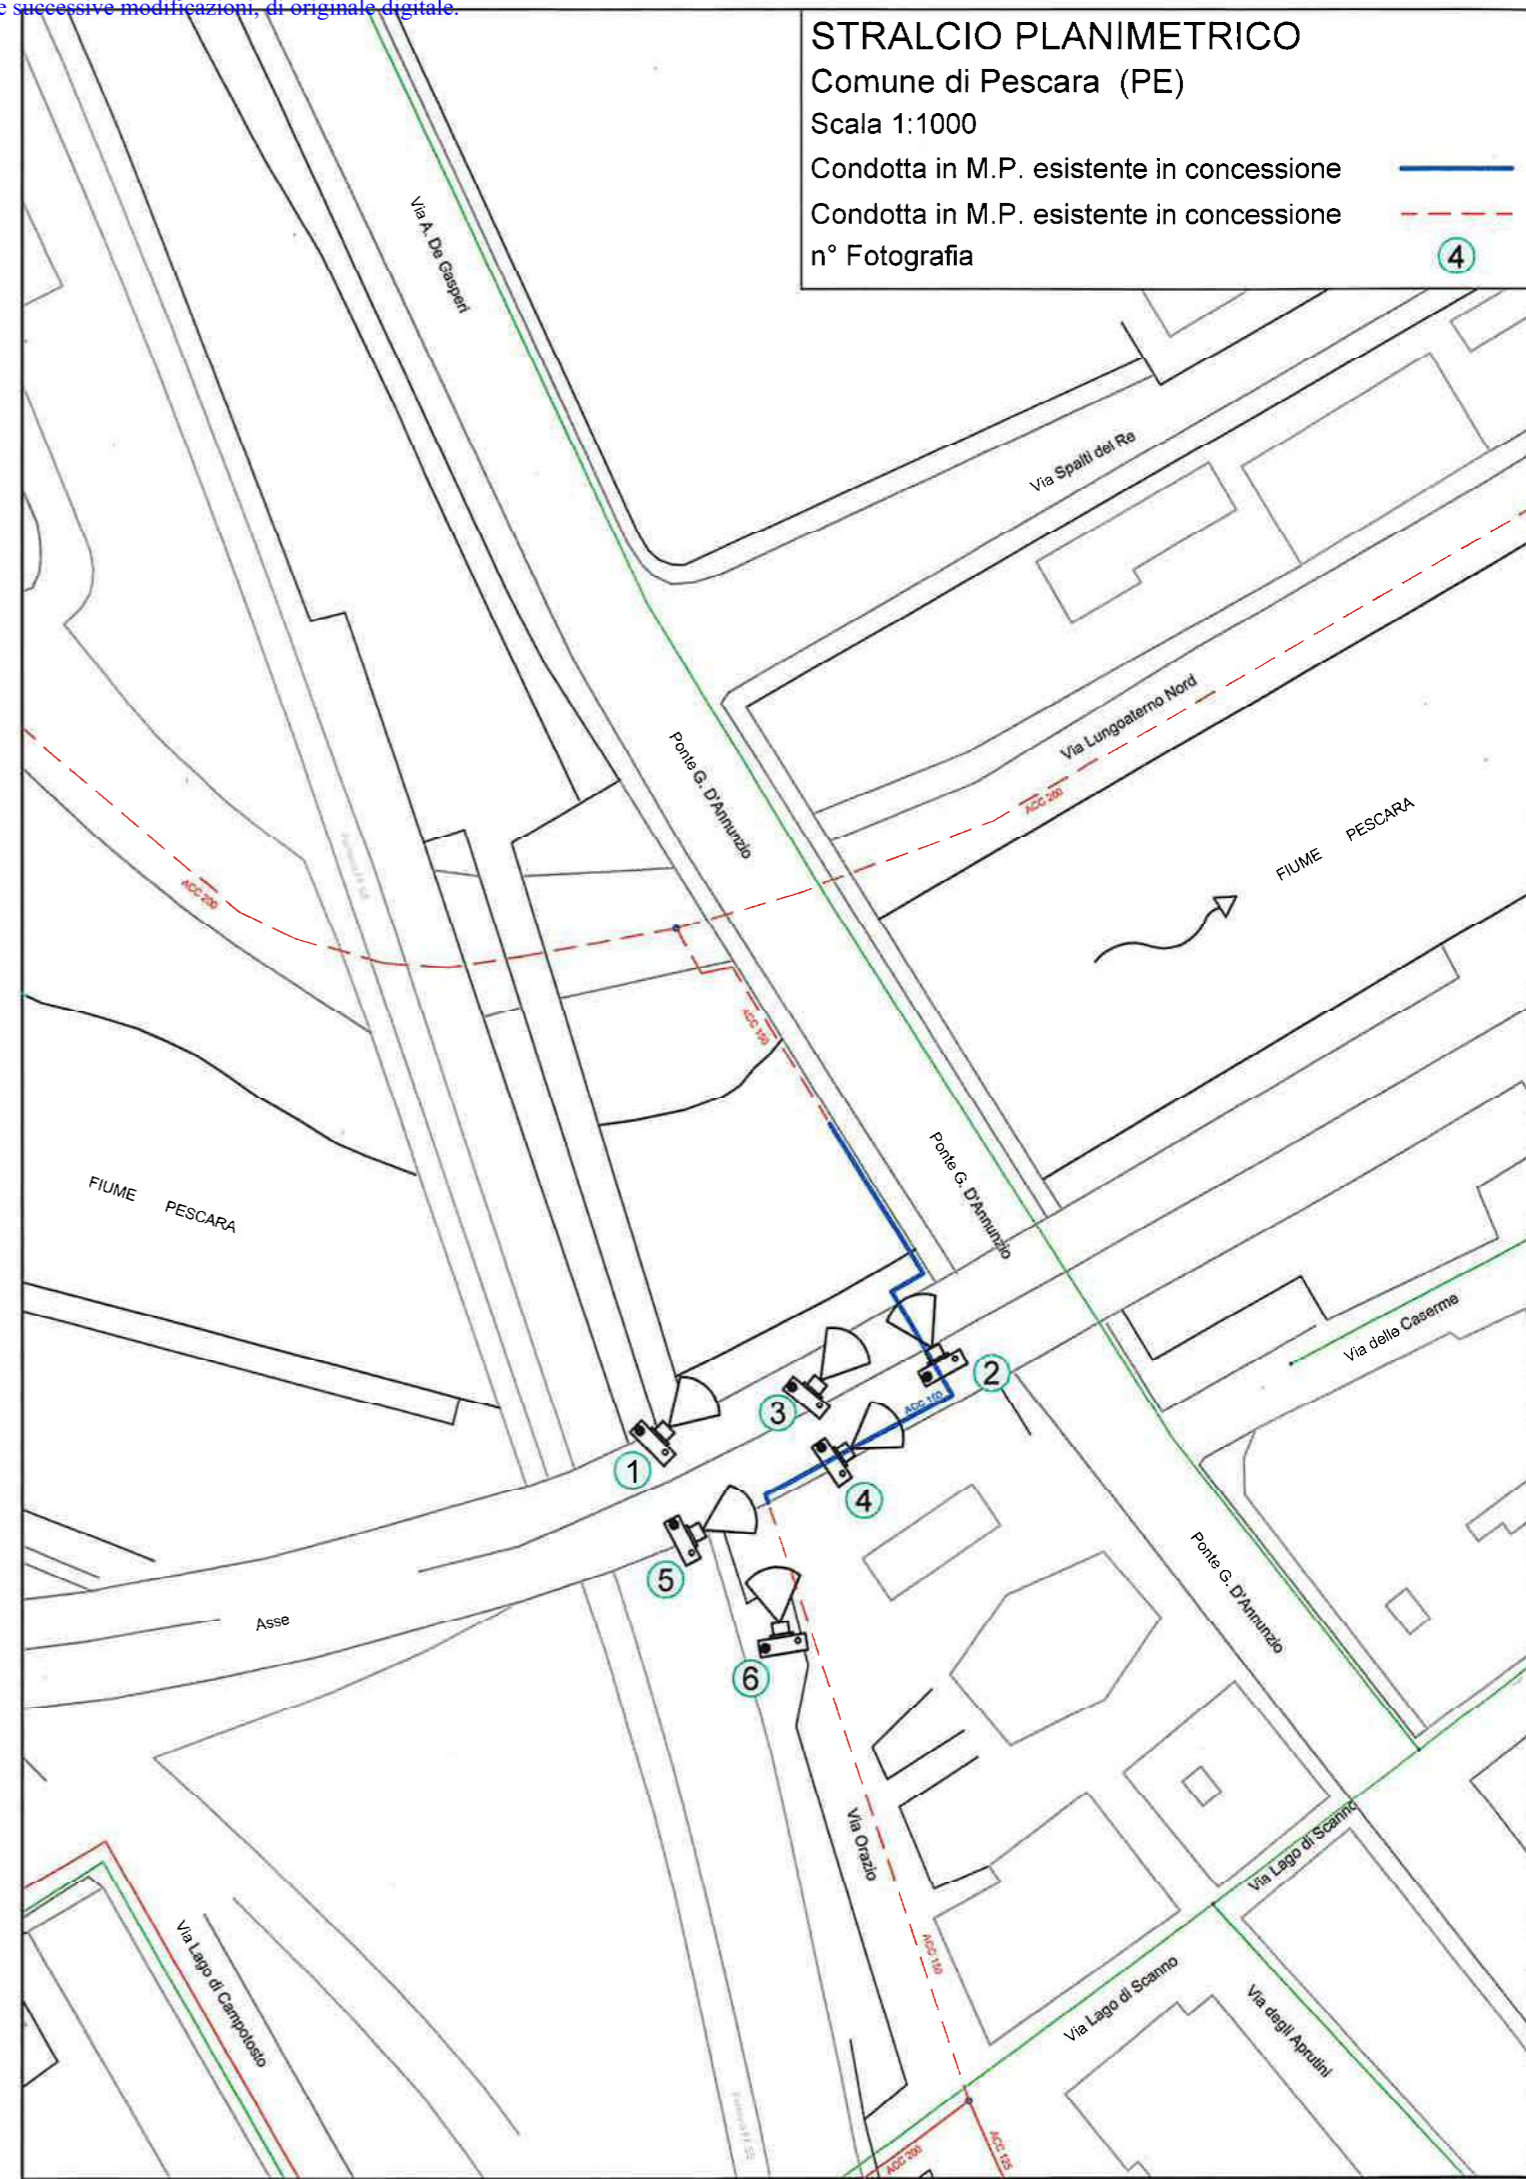 e successive modificazioni, di originale digitale.
STRALCIO PLANIMETRICO
Comune di Pescara (PE)
Scala 1:1000
Condotta in M.P. esistente in concessione
Condotta in M.P. esistente in concessione
n° Fotografia
4
Via A. De Gasperi
Via Spalti del Re
Via Lungoaterno Nord
Ponte G. D'Annunzio
ACC 200
FIUME PESCARA
ACC 200
ACC 150
Ponte G. D'Annunzio
FIUME PESCARA
Via delle Caserme
2
ACC 150
3
1
4
5
Ponte G. D'Annunzio
Asse
6
Via Orazio
Via Lago di Scanno
Via Lago di Campotosto
ACC 150
Via Lago di Scanno
Via degli Aprutini
ACC 200
ACC 125